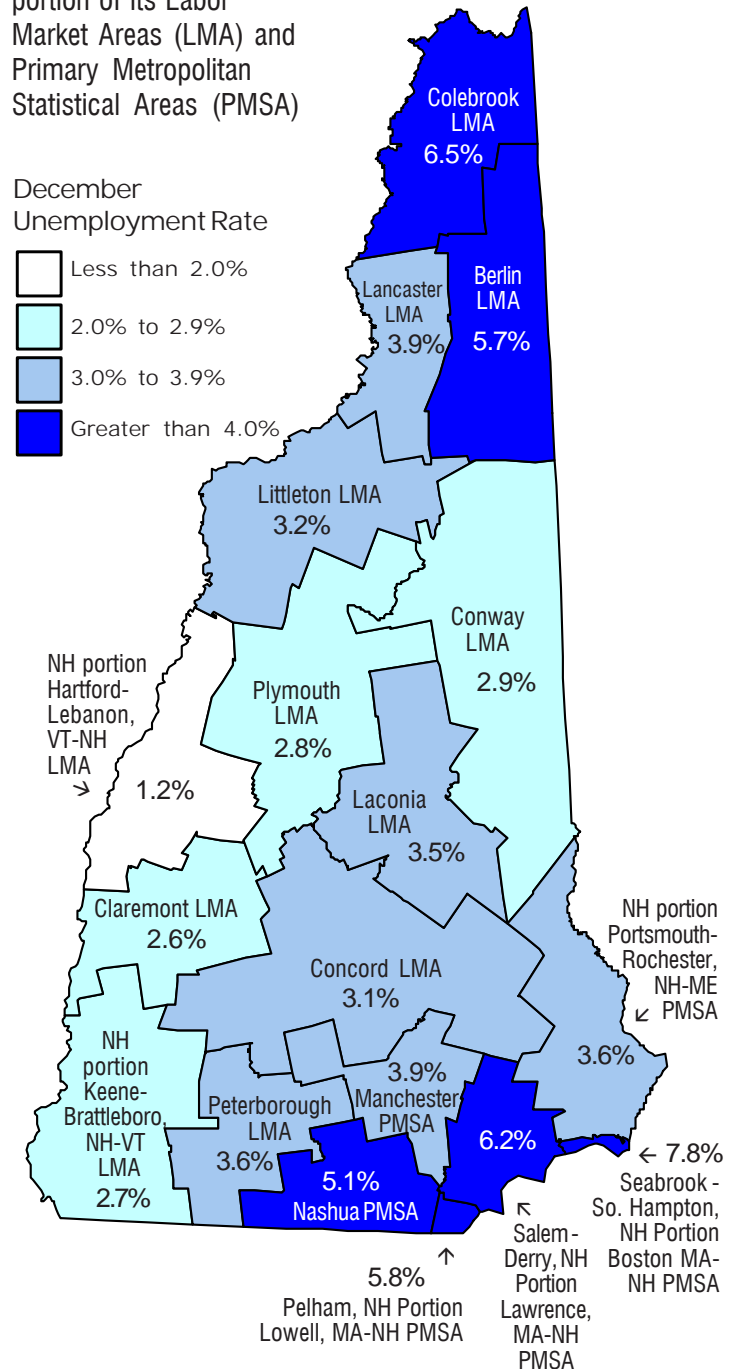 portion of its Labor
Market Areas (LMA) and
Primary Metropolitan
Statistical Areas (PMSA)
December
Unemployment Rate
Less than 2.0%
2.0% to 2.9%
3.0% to 3.9%
Greater than 4.0%
Colebrook
LMA
6.5%
Berlin
LMA
5.7%
Lancaster
LMA
3.9%
Littleton LMA
3.2%
Conway
LMA
2.9%
NH portion
Hartford-
Lebanon,
VT-NH
LMA
1.2%
Plymouth
LMA
2.8%
Laconia
LMA
3.5%
Claremont LMA
2.6%
Concord LMA
3.1%
NH portion
Portsmouth-
Rochester,
NH-ME
PMSA
3.6%
NH
portion
Keene-
Brattleboro,
NH-VT
LMA
2.7%
Peterborough
LMA
3.6%
3.9%
Manchester
PMSA
5.1%
Nashua PMSA
6.2%
7.8%
Seabrook -
So. Hampton,
NH Portion
Boston MA-
NH PMSA
Salem-
Derry, NH
Portion
Lawrence,
MA-NH
PMSA
5.8%
Pelham, NH Portion
Lowell, MA-NH PMSA